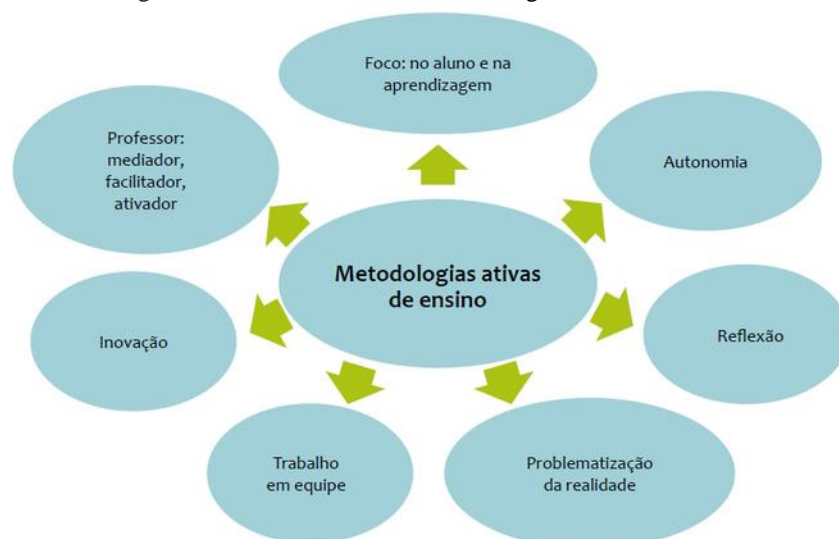 Foco: no aluno e na
aprendizagem
Professor:
mediador,
facilitador,
ativador
Autonomia
Metodologias ativas
de ensino
Inovação
Reflexão
Trabalho
em equipe
Problematização
da realidade